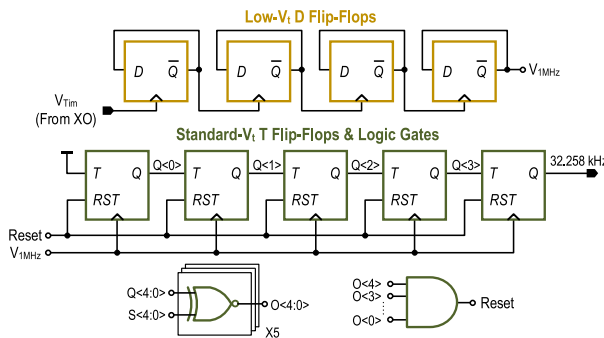 Low-Vt D Flip-Flops
D Q D Q D Q D Q
V1MHz
VTim
(From XO)
Standard-Vt T Flip-Flops & Logic Gates
T Q Q<0> T Q Q<1> T Q Q<2> T Q Q<3> T Q 32.258 kHz
RST RST RST RST RST
Reset
V1MHz
Q<4:0>
S<4:0>
O<4:0>
X5
O<4>
O<3>
O<0>
Reset